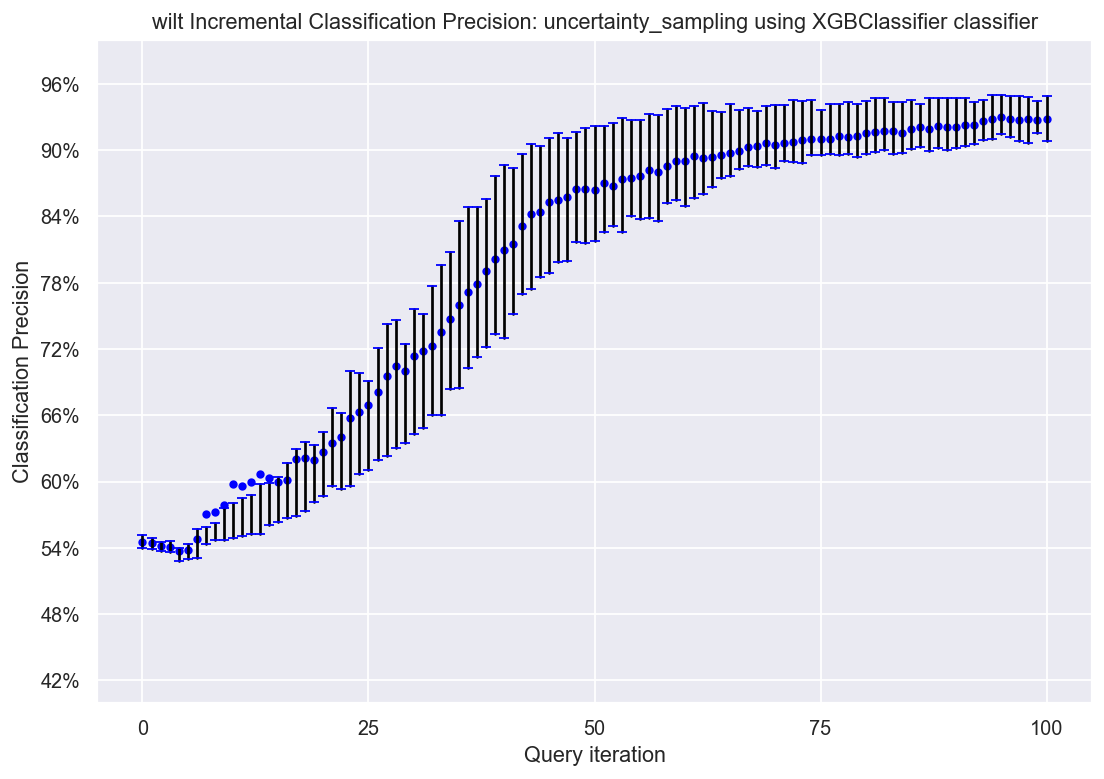 wilt Incremental Classification Precision: uncertainty_sampling using XGBClassifier classifier
Classification Precision
96%
90%
84%
78%
72%
66%
60%
54%
48%
42%
0 25 50 75 100
Query iteration